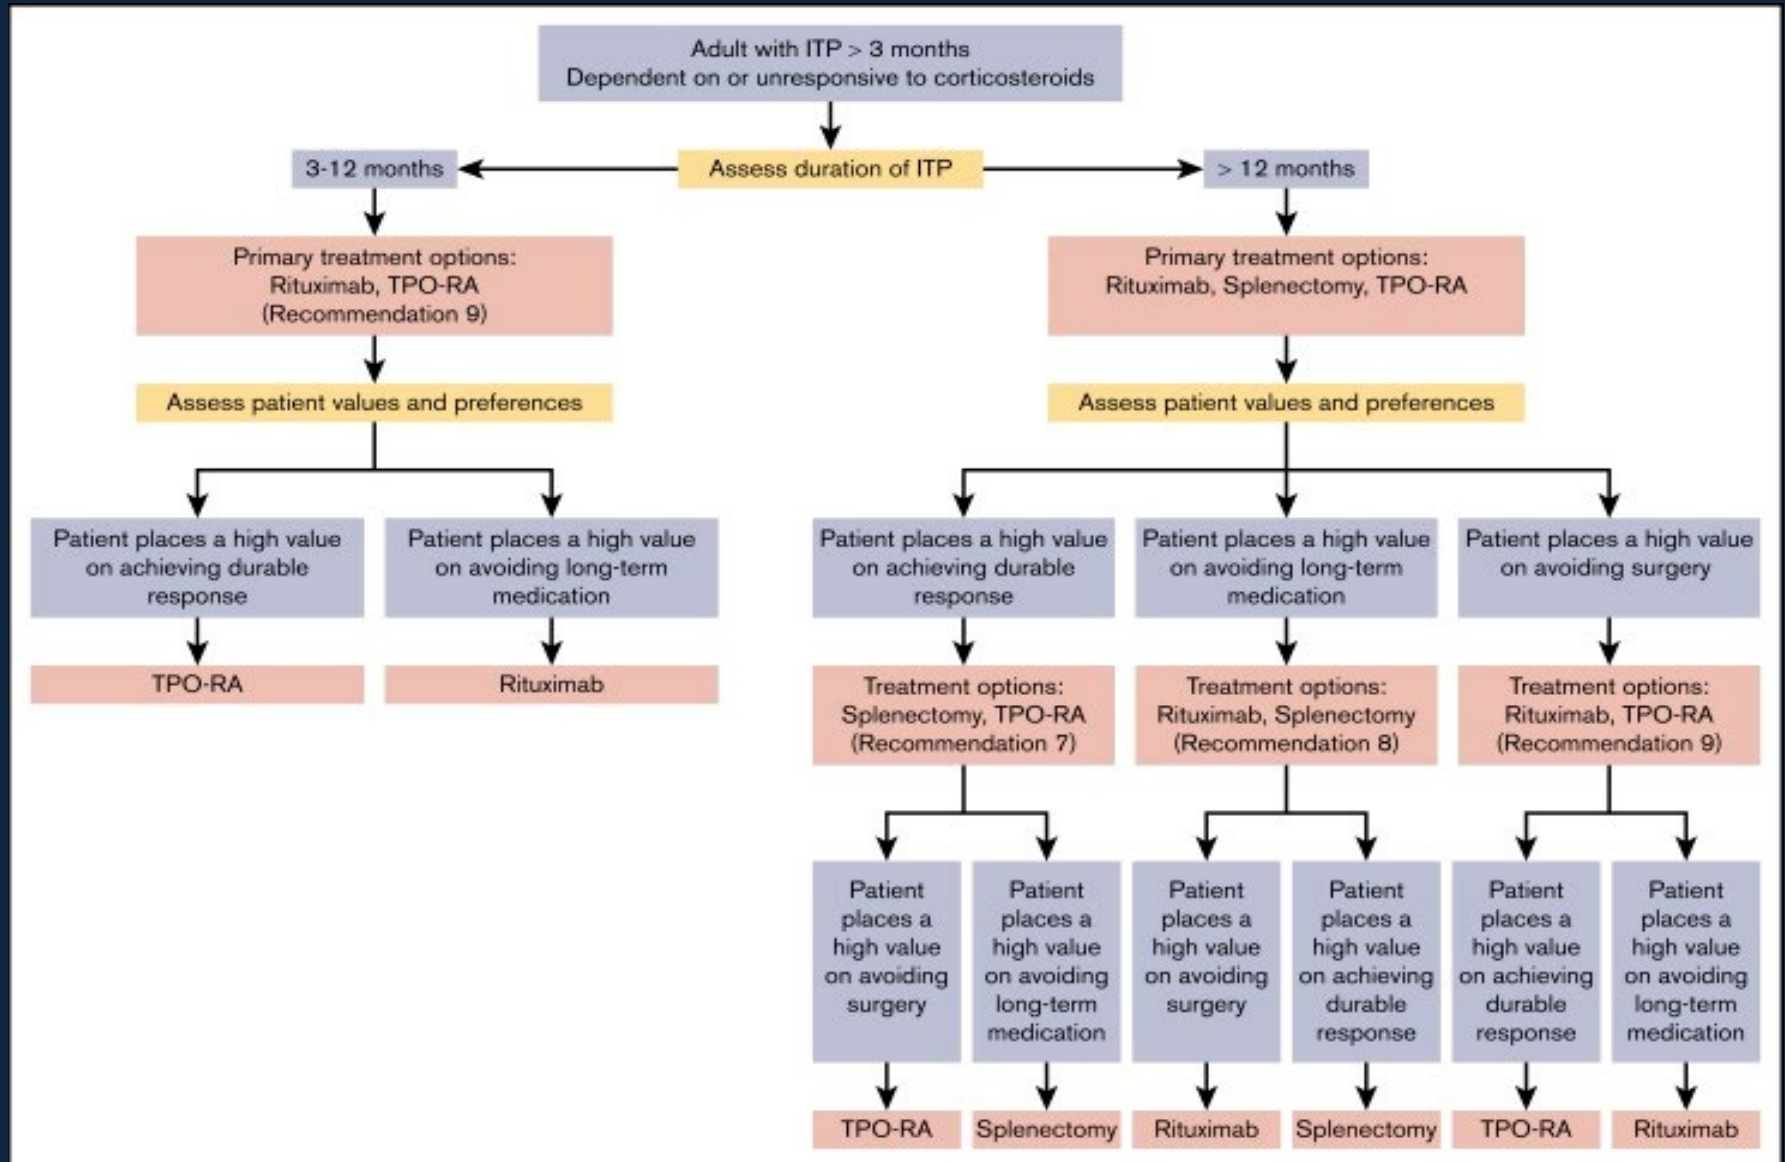 Adult with ITP > 3 months
Dependent on or unresponsive to corticosteroids
3-12 months
Assess duration of ITP
> 12 months
Primary treatment options:
Rituximab, TPO-RA
(Recommendation 9)
Primary treatment options:
Rituximab, Splenectomy, TPO-RA
Assess patient values and preferences
Assess patient values and preferences
Patient places a high value
on achieving durable
response
Patient places a high value
on avoiding long-term
medication
Patient places a high value
on achieving durable
response
Patient places a high value
on avoiding long-term
medication
Patient places a high value
on avoiding surgery
TPO-RA
Rituximab
Treatment options:
Splenectomy, TPO-RA
(Recommendation 7)
Treatment options:
Rituximab, Splenectomy
(Recommendation 8)
Treatment options:
Rituximab, TPO-RA
(Recommendation 9)
Patient
places a
high value
on avoiding
surgery
Patient
places a
high value
on avoiding
long-term
medication
Patient
places a
high value
on avoiding
surgery
Patient
places a
high value
on achieving
durable
response
Patient
places a
high value
on achieving
durable
response
Patient
places a
high value
on avoiding
long-term
medication
TPO-RA
Splenectomy
Rituximab
Splenectomy
TPO-RA
Rituximab